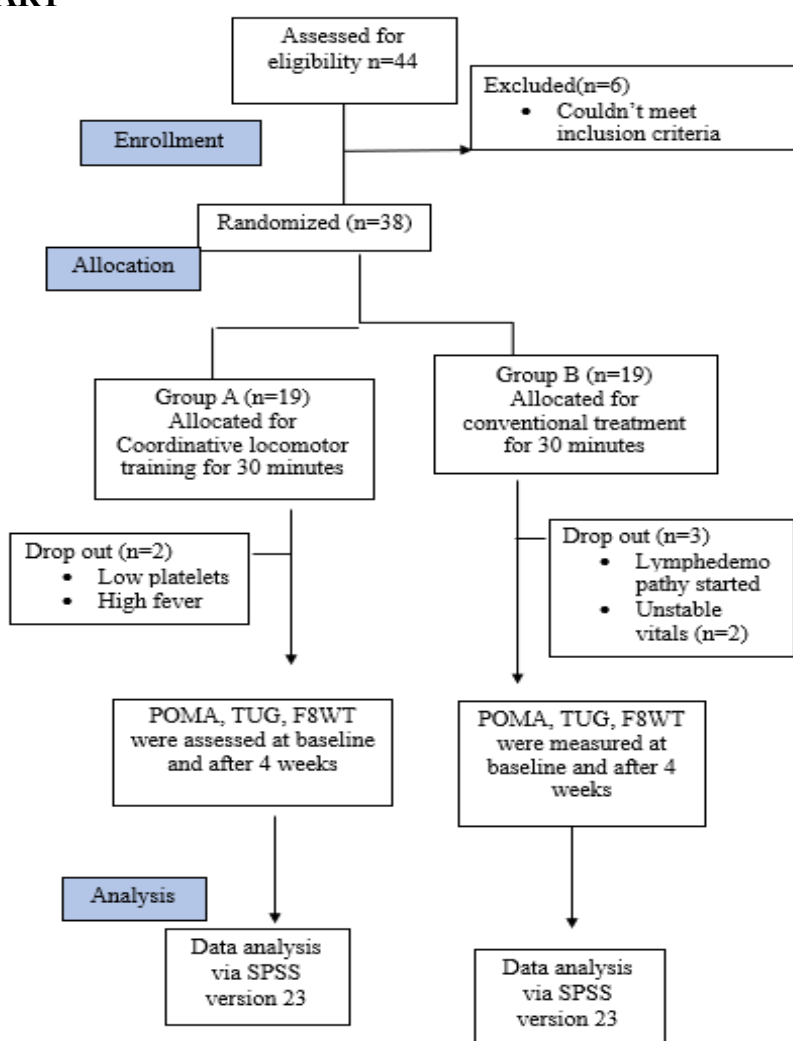 Assessed for
eligibility n=44
Excluded(n=6)
• Couldn’t meet
inclusion criteria
Enrollment
Randomized (n=38)
Allocation
Group A (n=19)
Allocated for
Coordinative locomotor
training for 30 minutes
Group B (n=19)
Allocated for
conventional treatment
for 30 minutes
Drop out (n=2)
• Low platelets
• High fever
Drop out (n=3)
• Lymphedemo
pathy started
• Unstable
vitals (n=2)
POMA, TUG, F8WT
were assessed at baseline
and after 4 weeks
POMA, TUG, F8WT
were measured at
baseline and after 4
weeks
Analysis
Data analysis
via SPSS
version 23
Data analysis
via SPSS
version 23